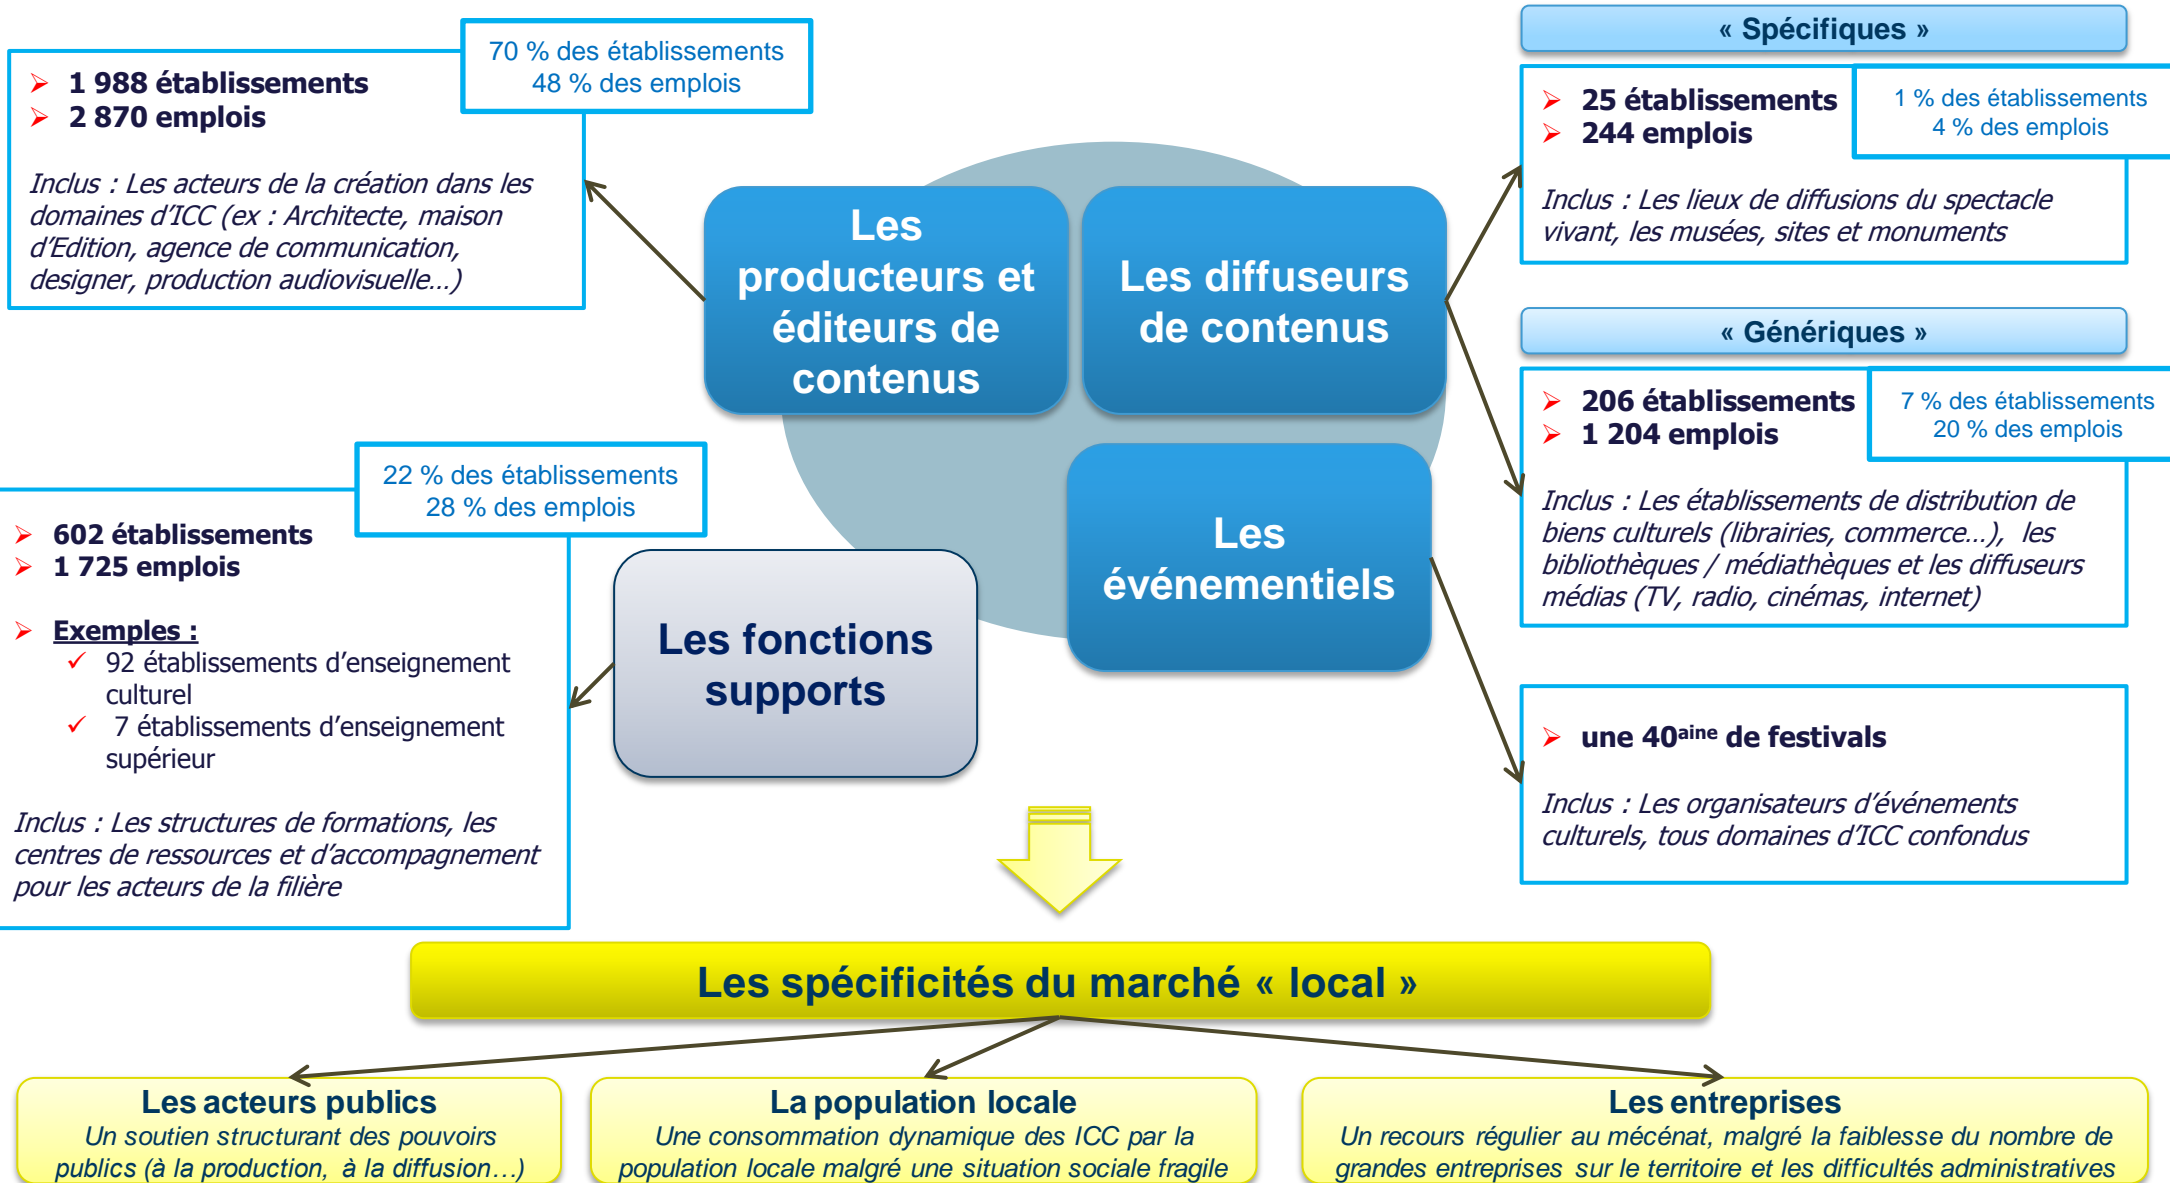 70 % des établissements
48 % des emplois
1 988 établissements
2 870 emplois
Inclus : Les acteurs de la création dans les
domaines d’ICC (ex : Architecte, maison
d’Edition, agence de communication,
designer, production audiovisuelle…)
Les
producteurs et
éditeurs de
contenus
Les diffuseurs
de contenus
« Spécifiques »
25 établissements
244 emplois
1 % des établissements
4 % des emplois
Inclus : Les lieux de diffusions du spectacle
vivant, les musées, sites et monuments
« Génériques »
206 établissements
1 204 emplois
7 % des établissements
20 % des emplois
Inclus : Les établissements de distribution de
biens culturels (librairies, commerce…), les
bibliothèques / médiathèques et les diffuseurs
médias (TV, radio, cinémas, internet)
22 % des établissements
28 % des emplois
602 établissements
1 725 emplois
Exemples :
92 établissements d’enseignement
culturel
7 établissements d’enseignement
supérieur
Inclus : Les structures de formations, les
centres de ressources et d’accompagnement
pour les acteurs de la filière
Les fonctions
supports
Les
événementiels
une 40aine de festivals
Inclus : Les organisateurs d’événements
culturels, tous domaines d’ICC confondus
Les spécificités du marché « local »
Les acteurs publics
Un soutien structurant des pouvoirs
publics (à la production, à la diffusion…)
La population locale
Une consommation dynamique des ICC par la
population locale malgré une situation sociale fragile
Les entreprises
Un recours régulier au mécénat, malgré la faiblesse du nombre de
grandes entreprises sur le territoire et les difficultés administratives